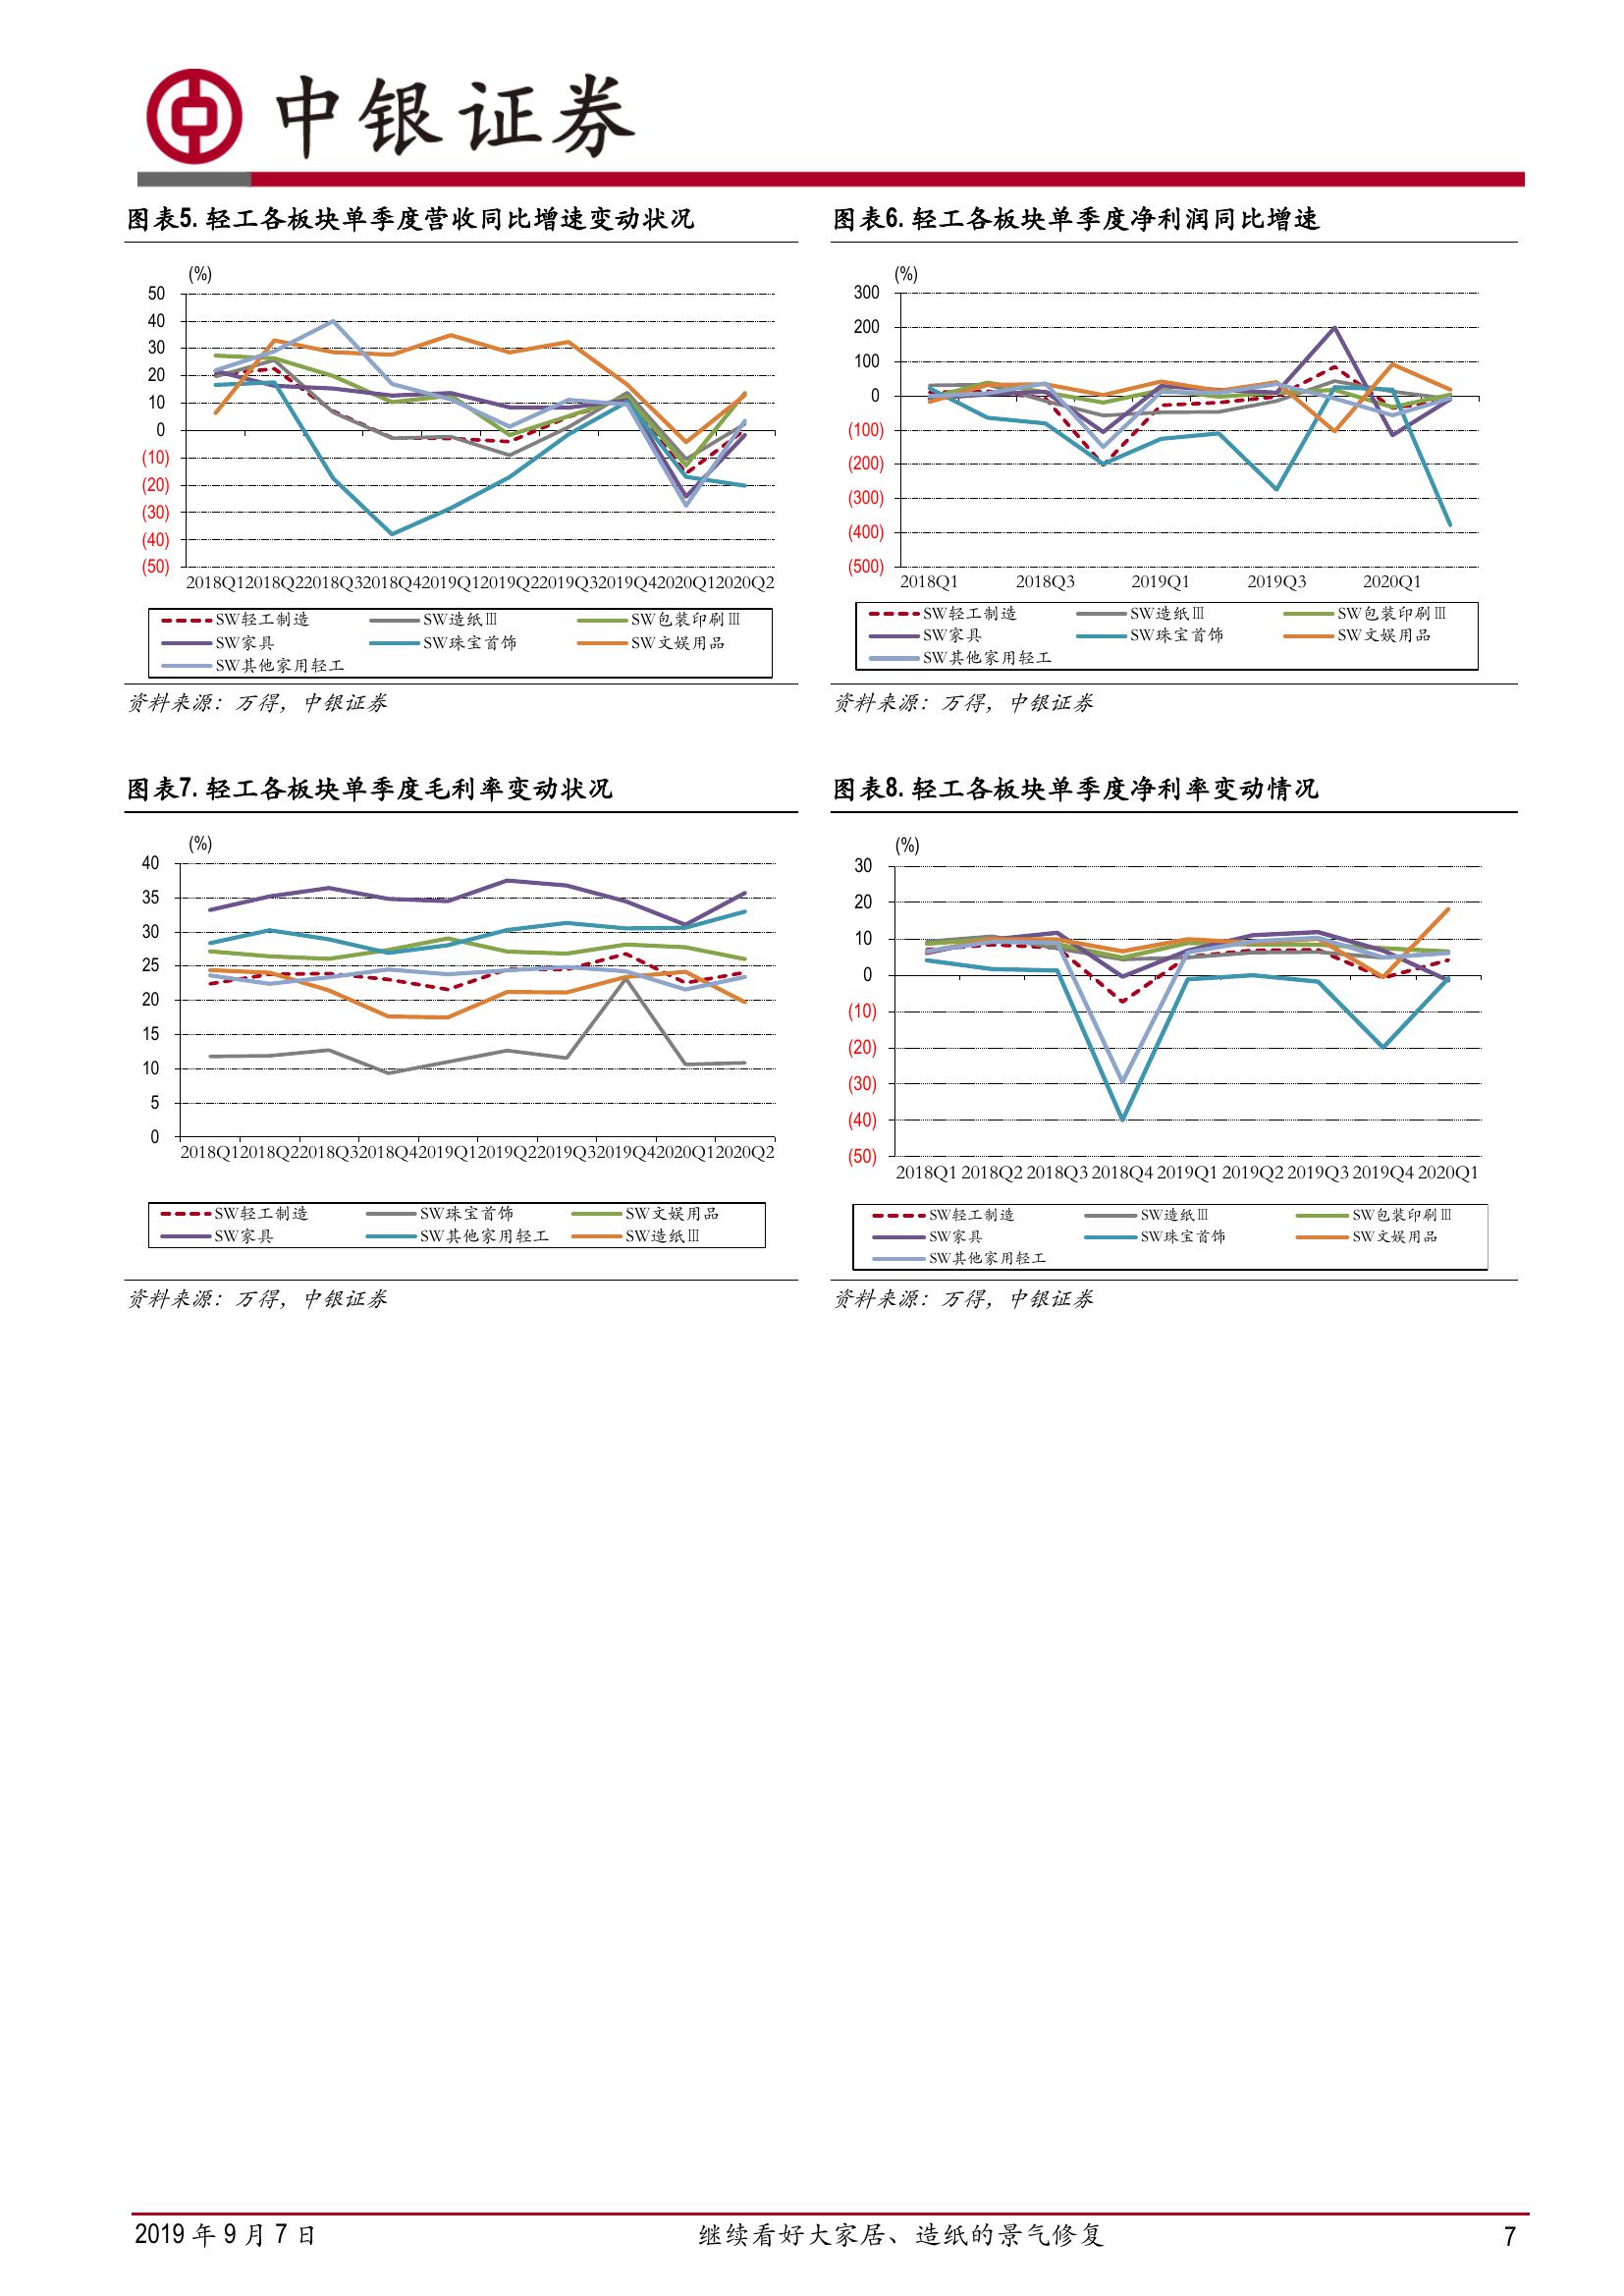 中银证券
图表5. 轻工各板块单季度营收同比增速变动状况
(%)
50
40
30
20
10
0
(10)
(20)
(30)
(40)
(50)
2018Q12018Q22018Q32018Q42019Q12019Q22019Q32019Q42020Q12020Q2
SW轻工制造 SW造纸Ⅲ SW包装印刷Ⅲ
SW家具 SW珠宝首饰 SW文娱用品
SW其他家用轻工
资料来源：万得，中银证券
图表6. 轻工各板块单季度净利润同比增速
(%)
300
200
100
0
(100)
(200)
(300)
(400)
(500)
2018Q1 2018Q3 2019Q1 2019Q3 2020Q1
SW轻工制造 SW造纸Ⅲ SW包装印刷Ⅲ
SW家具 SW珠宝首饰 SW文娱用品
SW其他家用轻工
资料来源：万得，中银证券
图表7. 轻工各板块单季度毛利率变动状况
(%)
40
35
30
25
20
15
10
5
0
2018Q12018Q22018Q32018Q42019Q12019Q22019Q32019Q42020Q12020Q2
SW轻工制造 SW珠宝首饰 SW文娱用品
SW家具 SW其他家用轻工 SW造纸Ⅲ
资料来源：万得，中银证券
图表8. 轻工各板块单季度净利率变动情况
(%)
30
20
10
0
(10)
(20)
(30)
(40)
(50)
2018Q1 2018Q2 2018Q3 2018Q4 2019Q1 2019Q2 2019Q3 2019Q4 2020Q1
SW轻工制造 SW造纸Ⅲ SW包装印刷Ⅲ
SW家具 SW珠宝首饰 SW文娱用品
SW其他家用轻工
资料来源：万得，中银证券
2019 年 9 月 7 日 继续看好大家居、造纸的景气修复 7